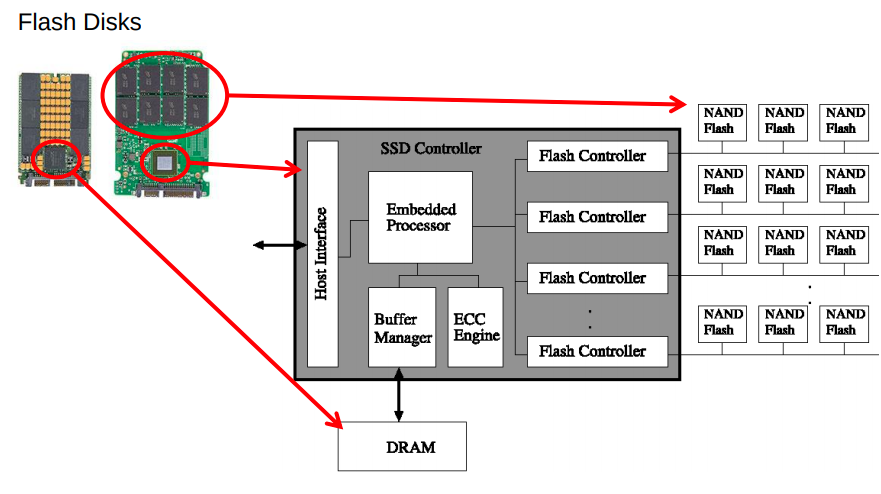 Flash Disks
SSD Controller
Host Interface
Embedded
Processor
Buffer
Manager
ECC
Engine
Flash Controller
Flash Controller
Flash Controller
Flash Controller
DRAM
NAND
Flash
NAND
Flash
NAND
Flash
NAND
Flash
NAND
Flash
NAND
Flash
NAND
Flash
NAND
Flash
NAND
Flash
NAND
Flash
NAND
Flash
NAND
Flash